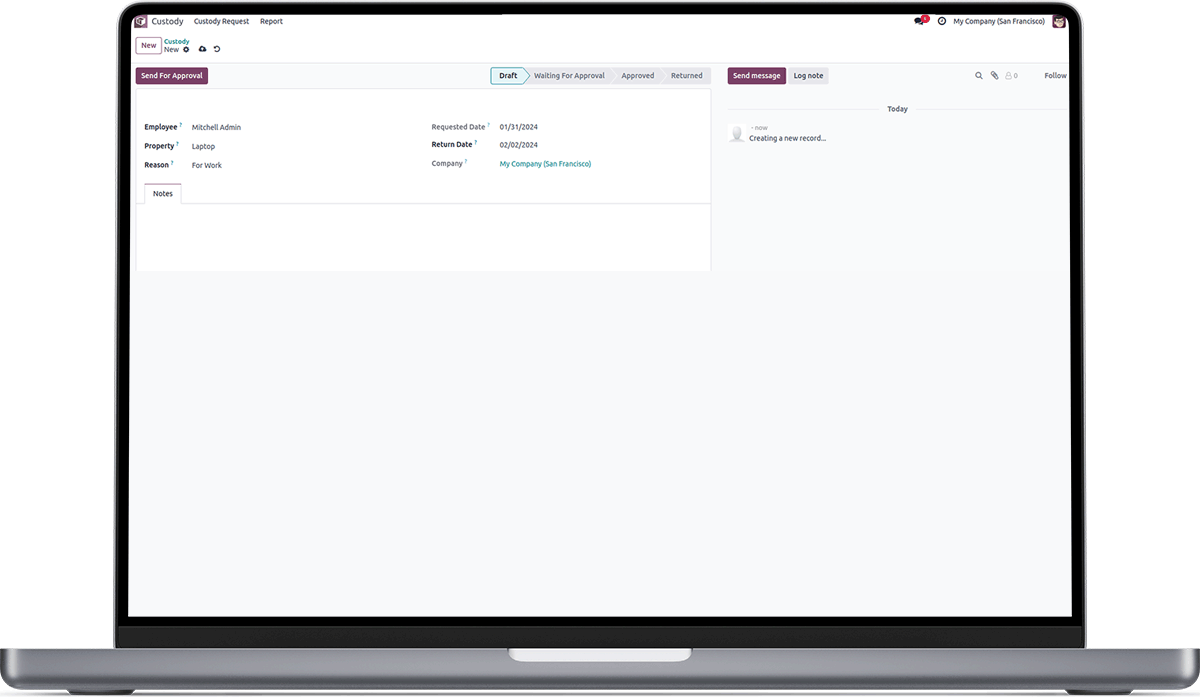 Custody Custody Request Report 1 My Company (San Francisco)
New Custody
New
Send For Approval Draft Waiting For Approval Approved Returned Send message Log note 0 Follow
Today
Employee ? Mitchell Admin Requested Date ? 01/31/2024
- now
Creating a new record...
Property ? Laptop Return Date ? 02/02/2024
Reason ? For Work Company ? My Company (San Francisco)
Notes